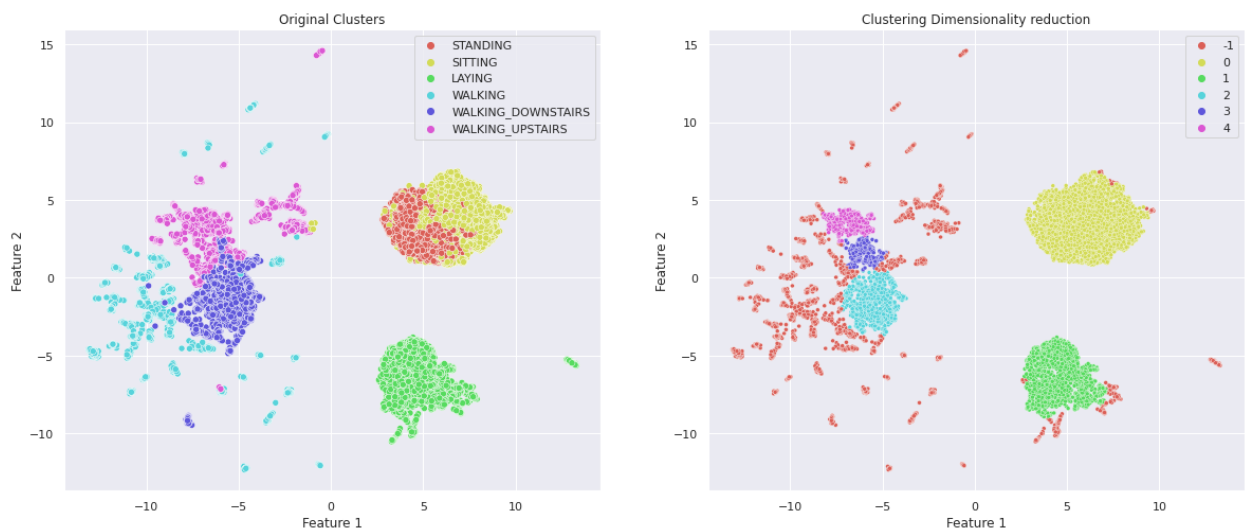 Original Clusters
STANDING
SITTING
LAYING
WALKING
WALKING_DOWNSTAIRS
WALKING_UPSTAIRS
15
10
5
0
−5
−10
Feature 2
−10
−5
0
5
10
Feature 1
Clustering Dimensionality reduction
-1
0
1
2
3
4
15
10
5
0
−5
−10
Feature 2
−10
−5
0
5
10
Feature 1